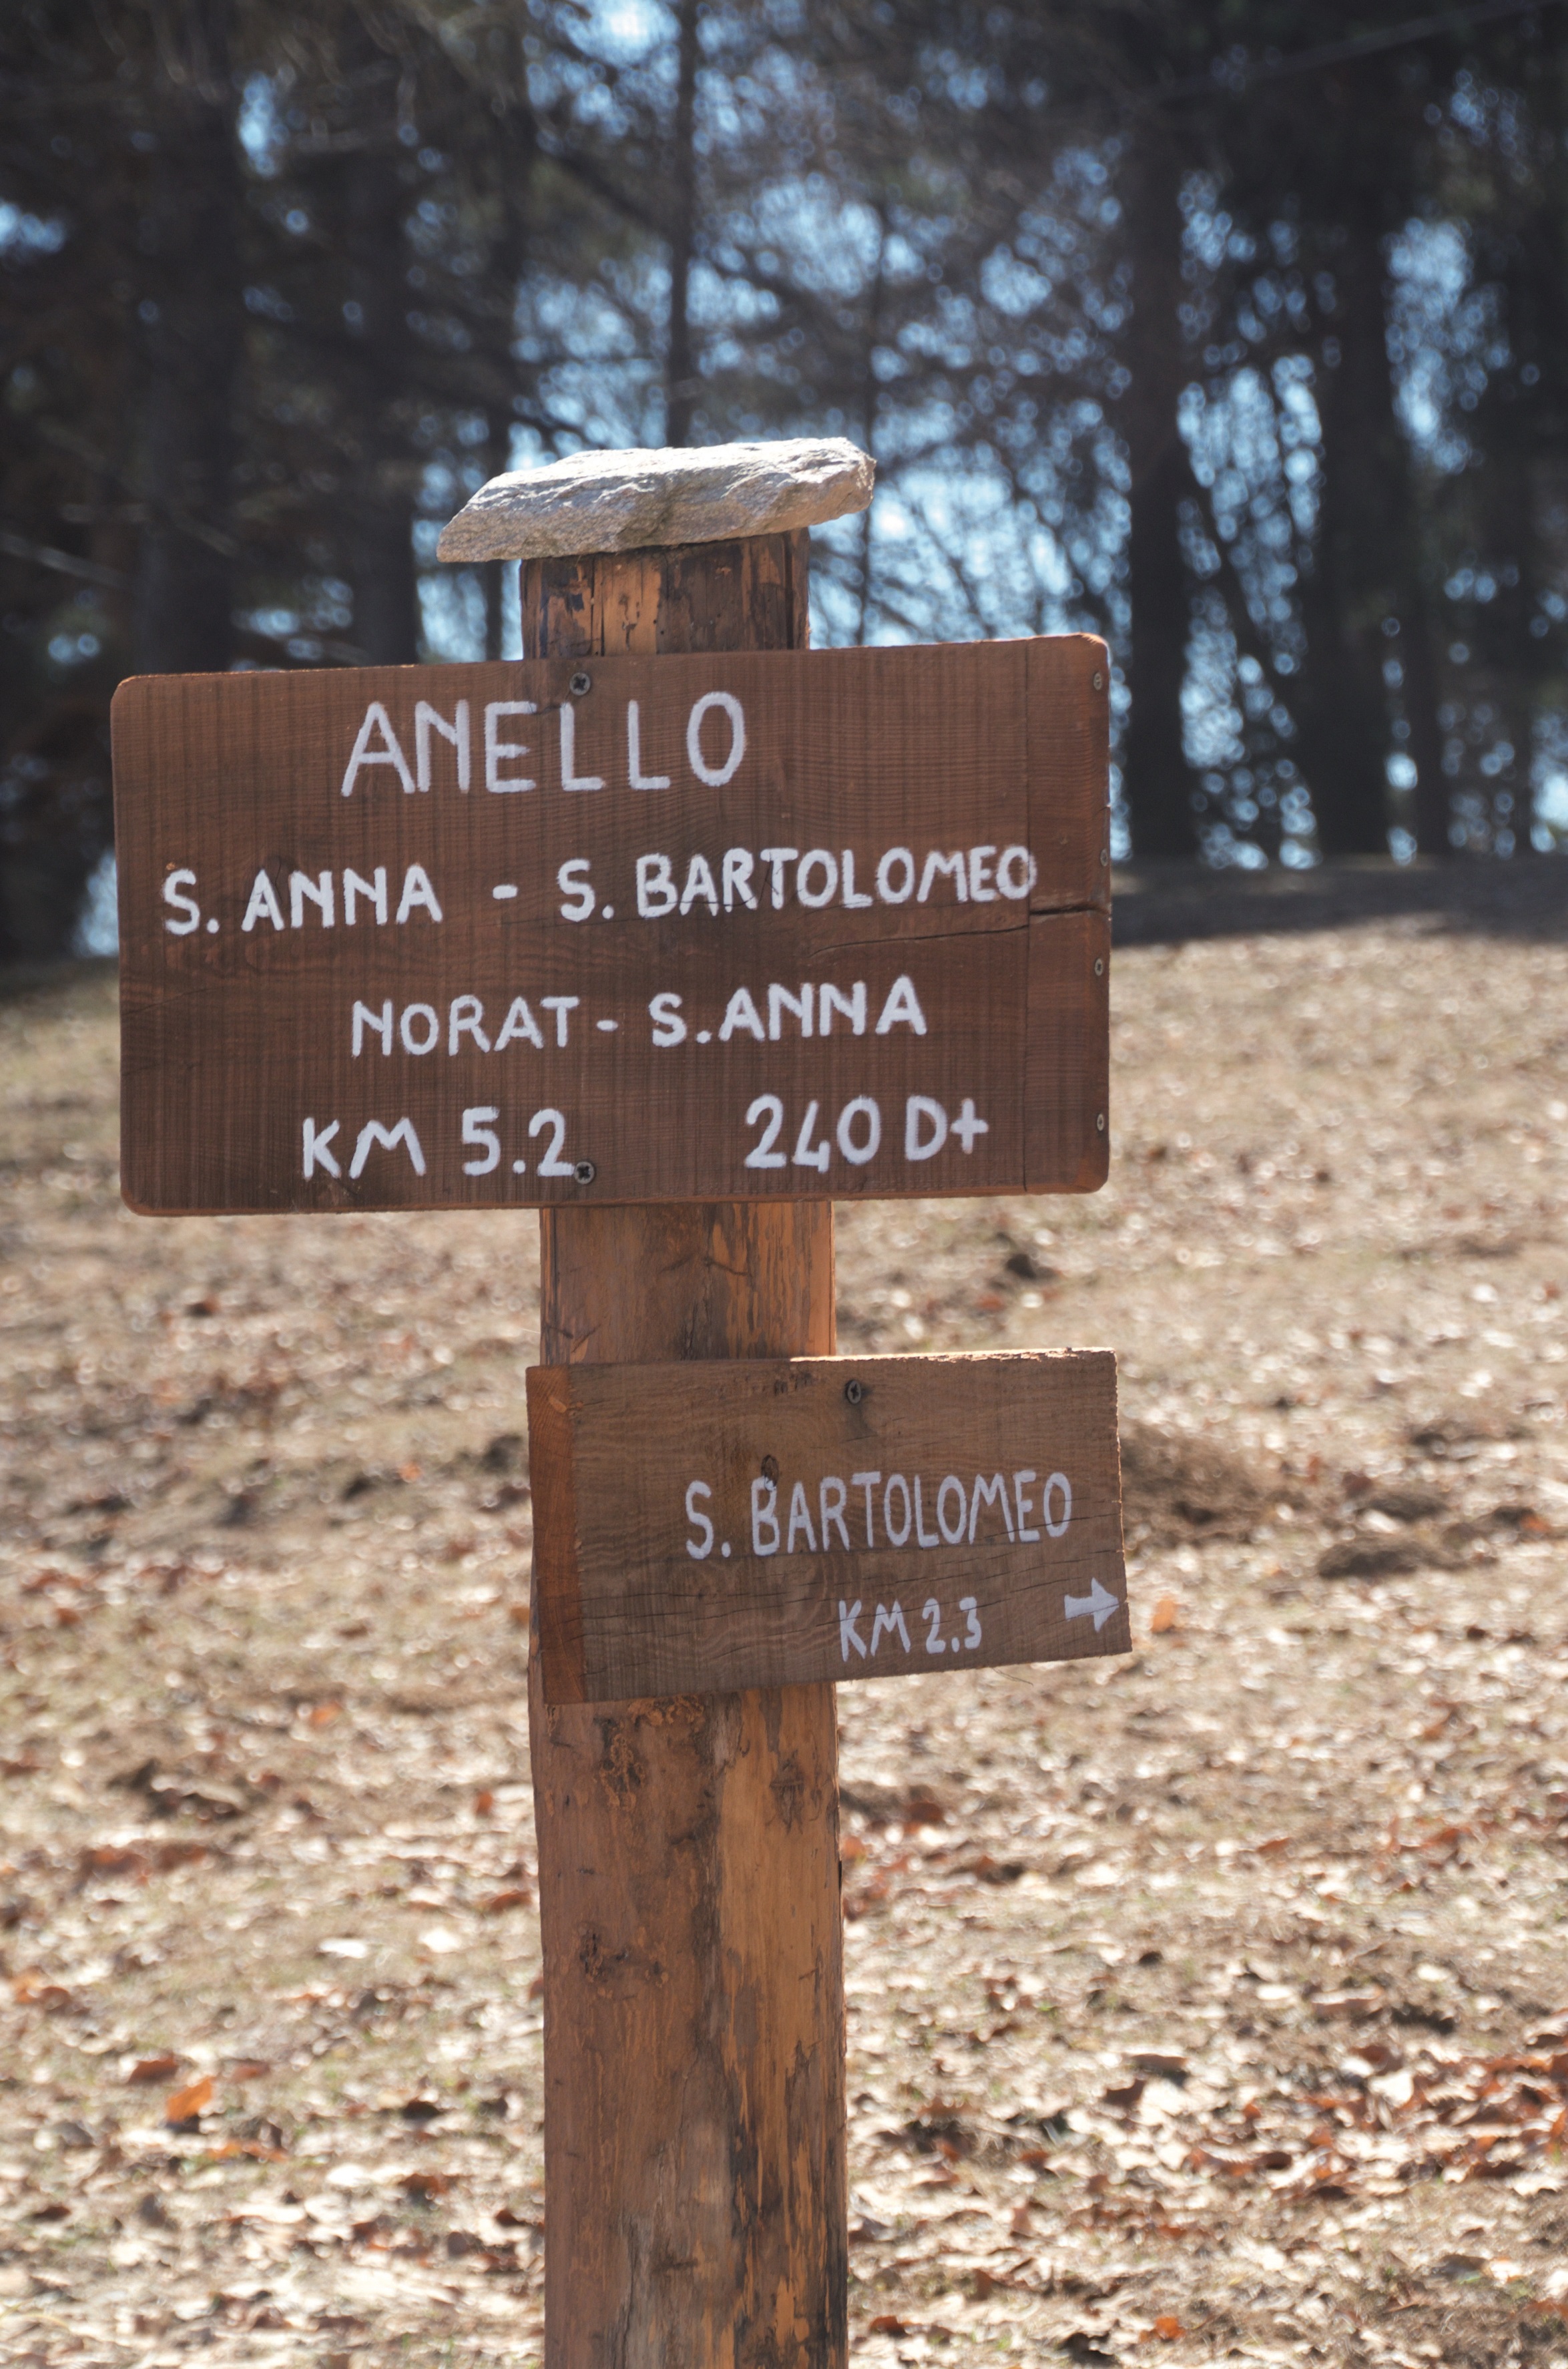 ANELLO
S. ANNA - S. BARTOLOMEO
NORAT - S. ANNA
KM 5.2 240 D+
S. BARTOLOMEO
KM 2.3 →